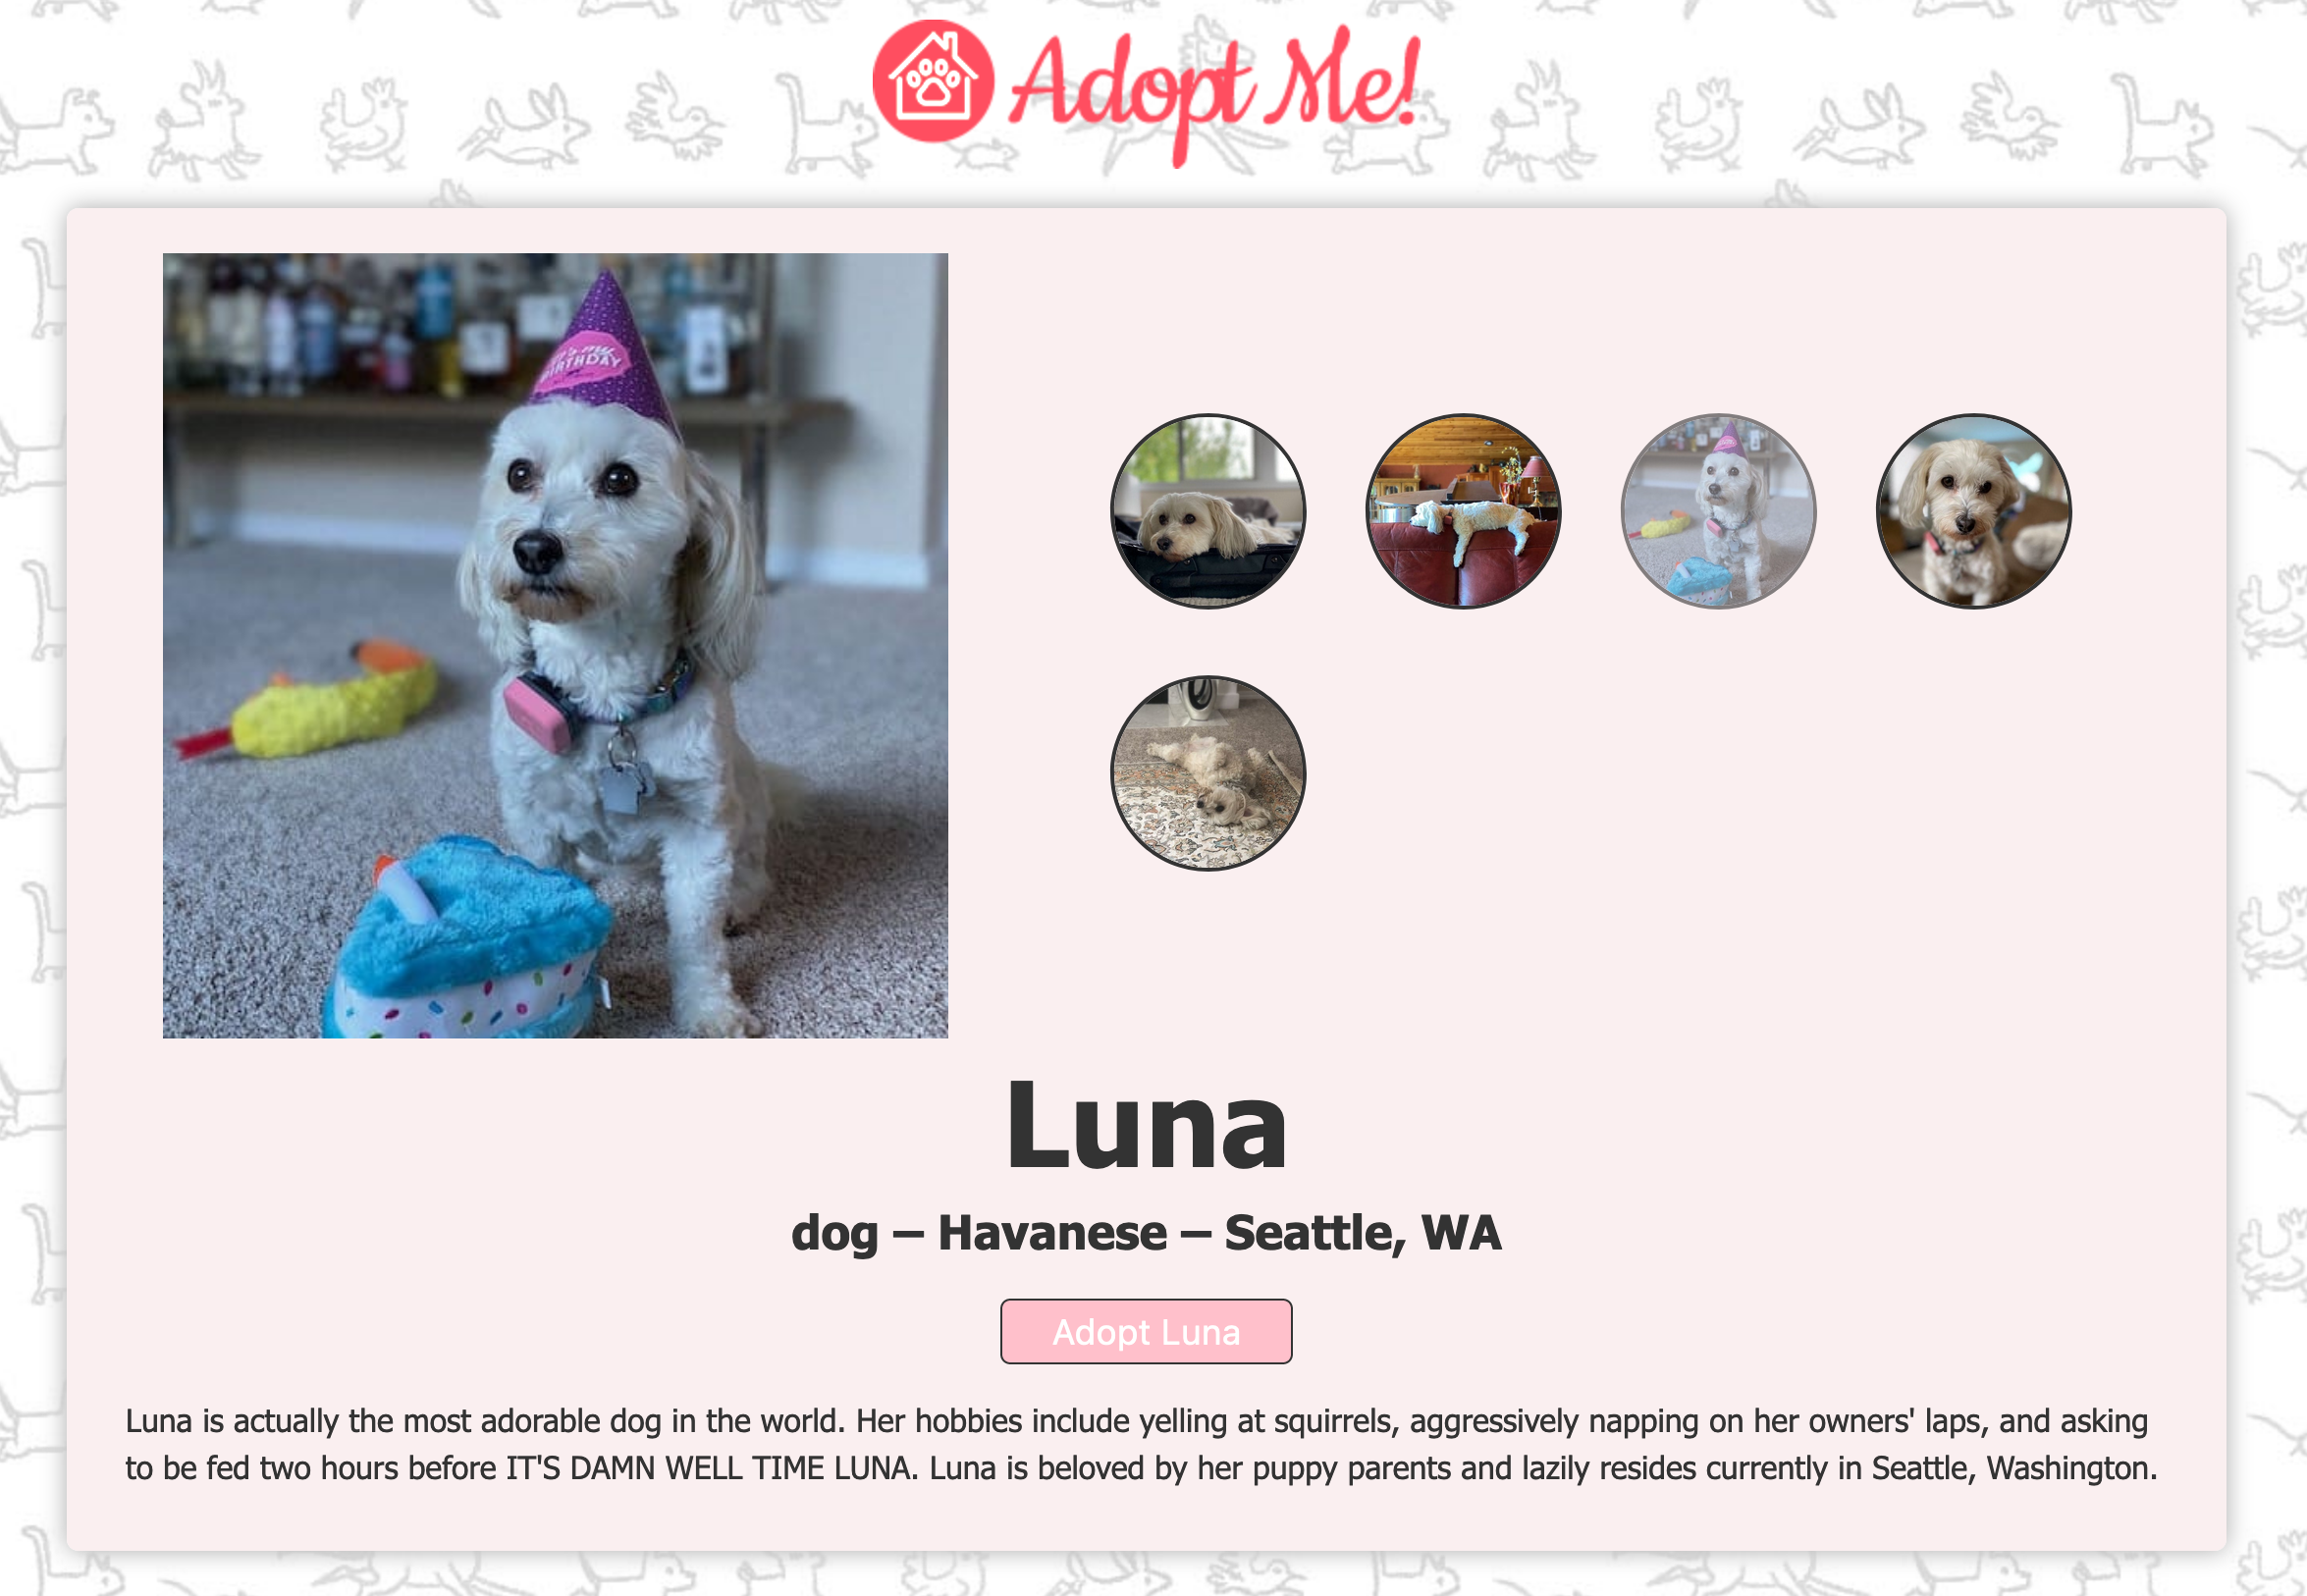 Adopt Me!
it's my
BIRTHDAY
Luna
dog — Havanese — Seattle, WA
Adopt Luna
Luna is actually the most adorable dog in the world. Her hobbies include yelling at squirrels, aggressively napping on her owners' laps, and asking
to be fed two hours before IT'S DAMN WELL TIME LUNA. Luna is beloved by her puppy parents and lazily resides currently in Seattle, Washington.